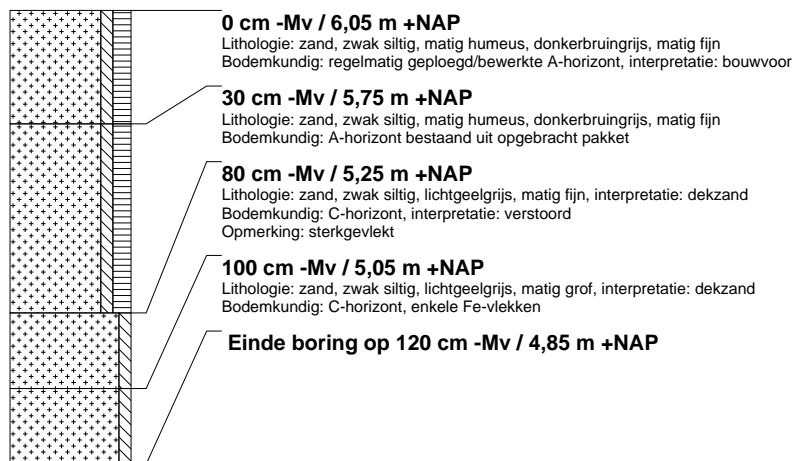 0 cm -Mv / 6,05 m +NAP
Lithologie: zand, zwak siltig, matig humeus, donkerbruingrijs, matig fijn
Bodemkundig: regelmatig geploegd/bewerkte A-horizont, interpretatie: bouwvoor
30 cm -Mv / 5,75 m +NAP
Lithologie: zand, zwak siltig, matig humeus, donkerbruingrijs, matig fijn
Bodemkundig: A-horizont bestaand uit opgebracht pakket
80 cm -Mv / 5,25 m +NAP
Lithologie: zand, zwak siltig, lichtgeelgrijs, matig fijn, interpretatie: dekzand
Bodemkundig: C-horizont, interpretatie: verstoord
Opmerking: sterkgevlekt
100 cm -Mv / 5,05 m +NAP
Lithologie: zand, zwak siltig, lichtgeelgrijs, matig grof, interpretatie: dekzand
Bodemkundig: C-horizont, enkele Fe-vlekken
Einde boring op 120 cm -Mv / 4,85 m +NAP